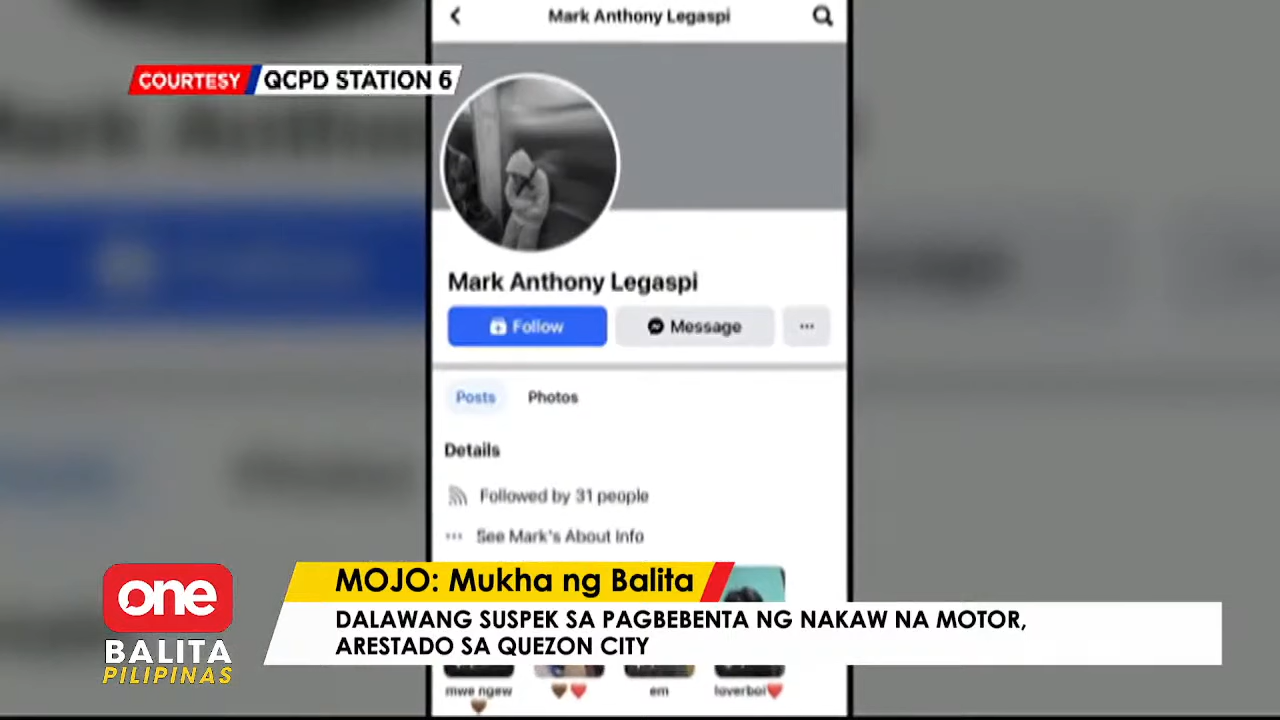 Mark Anthony Legaspi
COURTESY QCPD STATION 6
Mark Anthony Legaspi
Follow
Message
Posts
Photos
Details
Followed by 31 people
See Mark's About Info
MOJO: Mukha ng Balita
DALAWANG SUSPEK SA PAGBEBENTA NG NAKAW NA MOTOR,
ARESTADO SA QUEZON CITY
one
BALITA
PILIPINAS
mwe ngew
em
loverboi